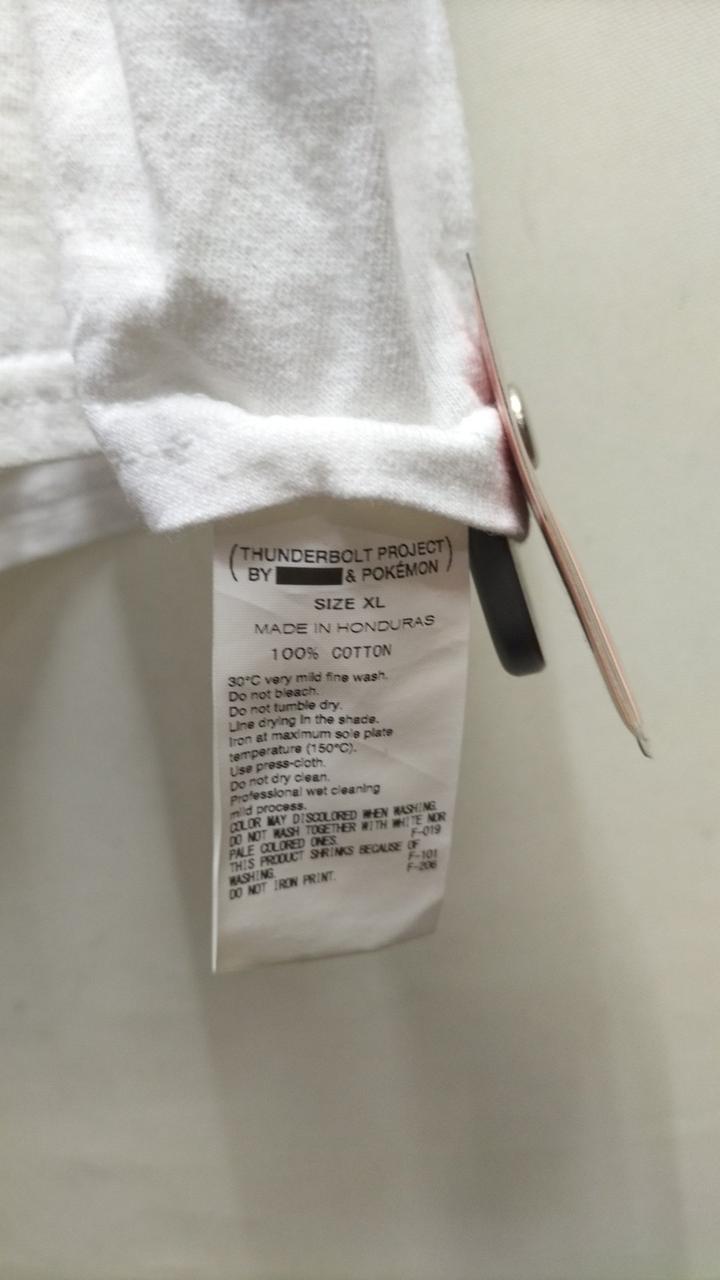 (THUNDERBOLT PROJECT)
BY & POKÉMON
SIZE XL
MADE IN HONDURAS
100% COTTON
30°C very mild fine wash.
Do not bleach.
Do not tumble dry.
Line drying in the shade.
Iron at maximum sole plate
temperature (150°C).
Use press-cloth.
Do not dry clean.
Professional wet cleaning
mild process.
COLOR MAY DISCOLORED WHEN WASHING.
DO NOT WASH TOGETHER WITH WHITE NOR
PALE COLORED ONES. F-019
THIS PRODUCT SHRINKS BECAUSE OF
WASHING. F-101
DO NOT IRON PRINT. F-206